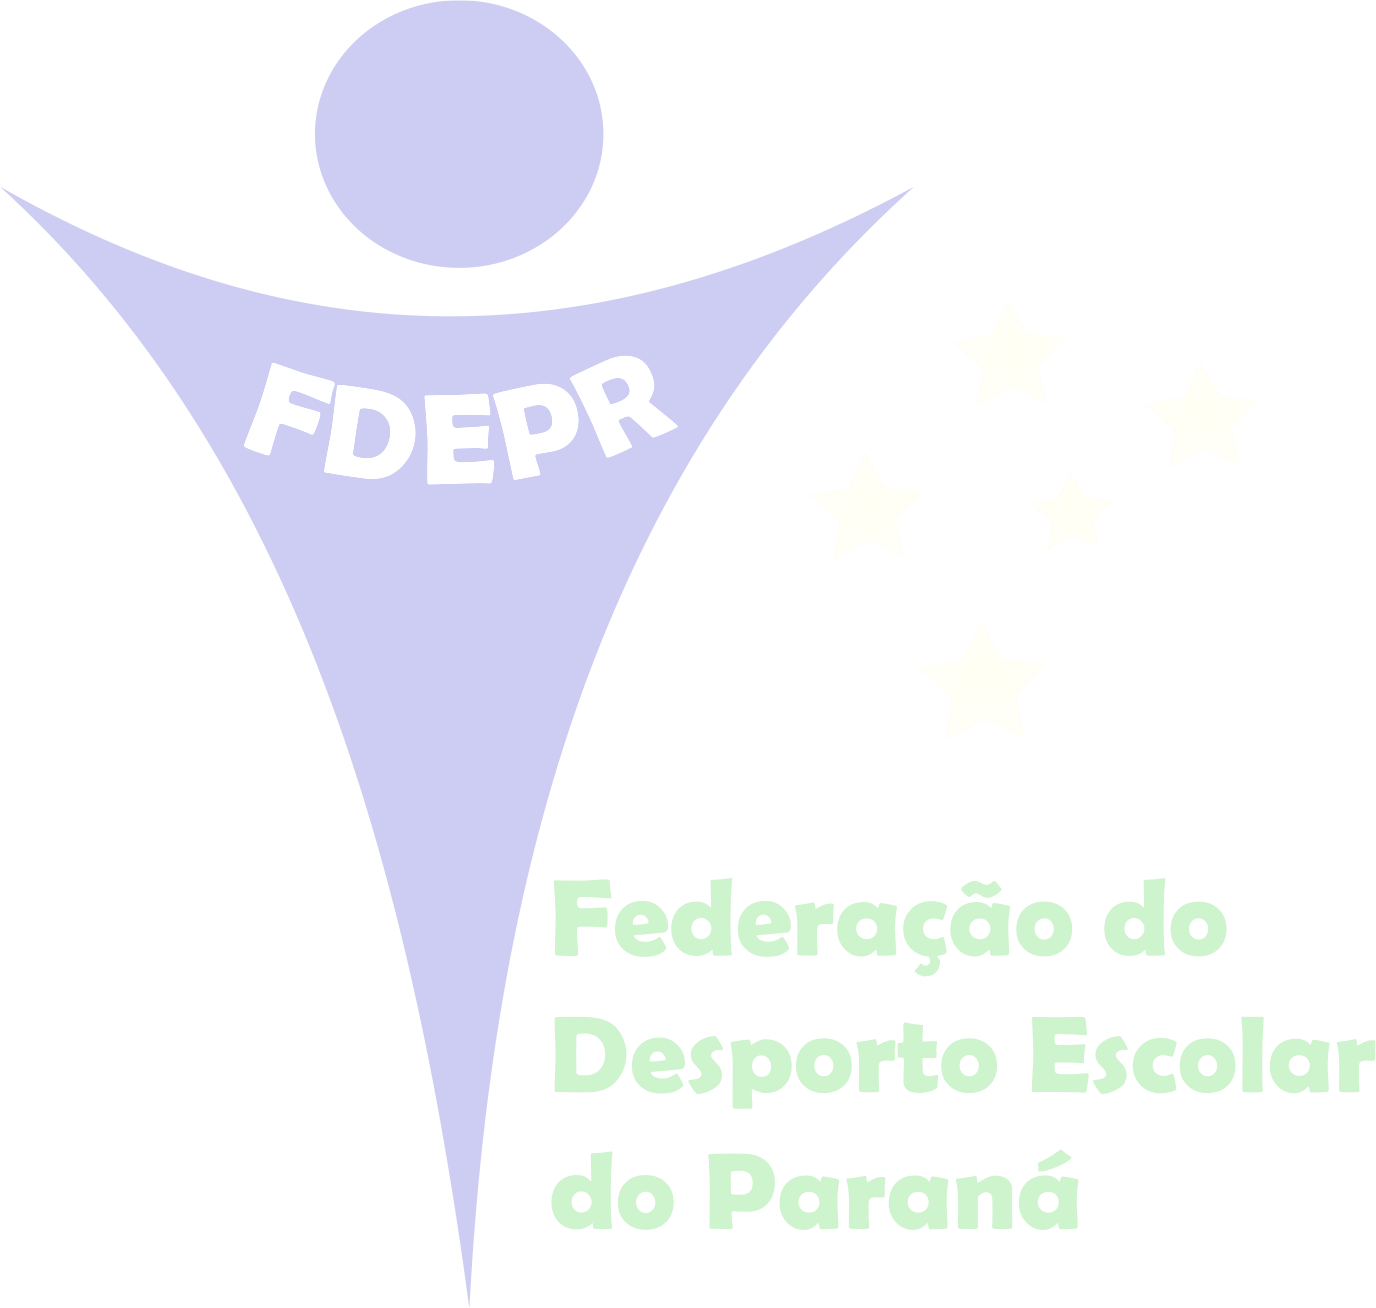 FDEPR
Federação do
Desporto Escolar
do Paraná